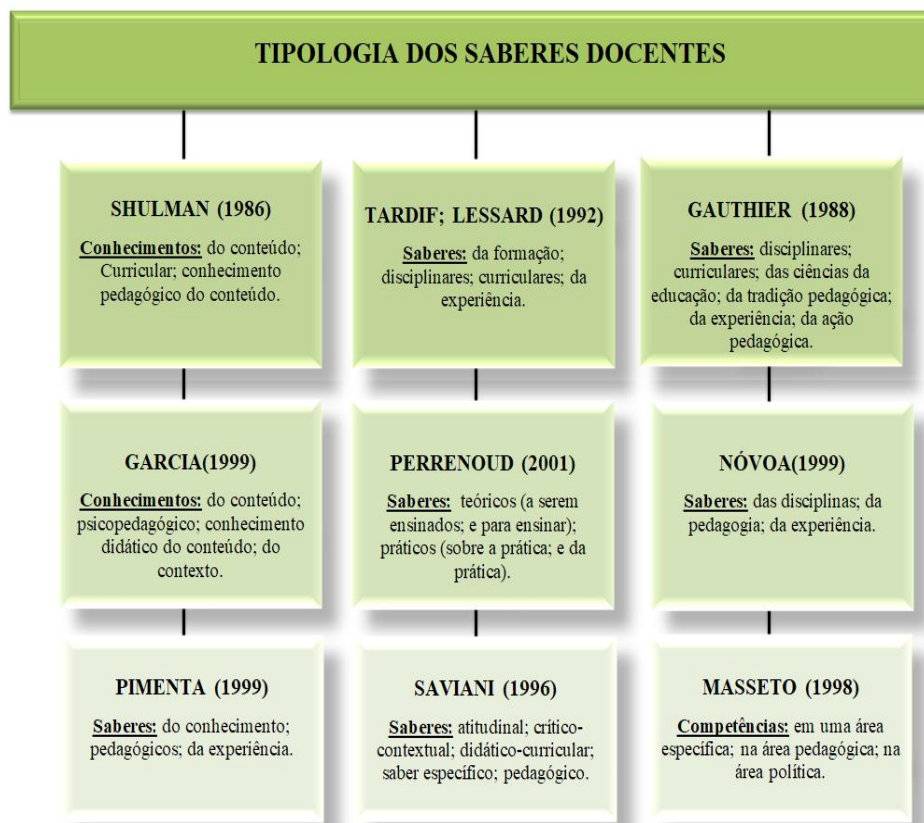 TIPOLOGIA DOS SABERES DOCENTES
SHULMAN (1986)
Conhecimentos: do conteúdo;
Curricular; conhecimento
pedagógico do conteúdo.
TARDIF; LESSARD (1992)
Saberes: da formação;
disciplinares; curriculares; da
experiência.
GAUTHIER (1988)
Saberes: disciplinares;
curriculares; das ciências da
educação; da tradição pedagógica;
da experiência; da ação
pedagógica.
GARCIA(1999)
Conhecimentos: do conteúdo;
psicopedagógico; conhecimento
didático do conteúdo; do
contexto.
PERRENOUD (2001)
Saberes: teóricos (a serem
ensinados; e para ensinar);
práticos (sobre a prática; e da
prática).
NÓVOA(1999)
Saberes: das disciplinas; da
pedagogia; da experiência.
PIMENTA (1999)
Saberes: do conhecimento;
pedagógicos; da experiência.
SAVIANI (1996)
Saberes: atitudinal; crítico-
contextual; didático-curricular;
saber específico; pedagógico.
MASSETO (1998)
Competências: em uma área
específica; na área pedagógica; na
área política.